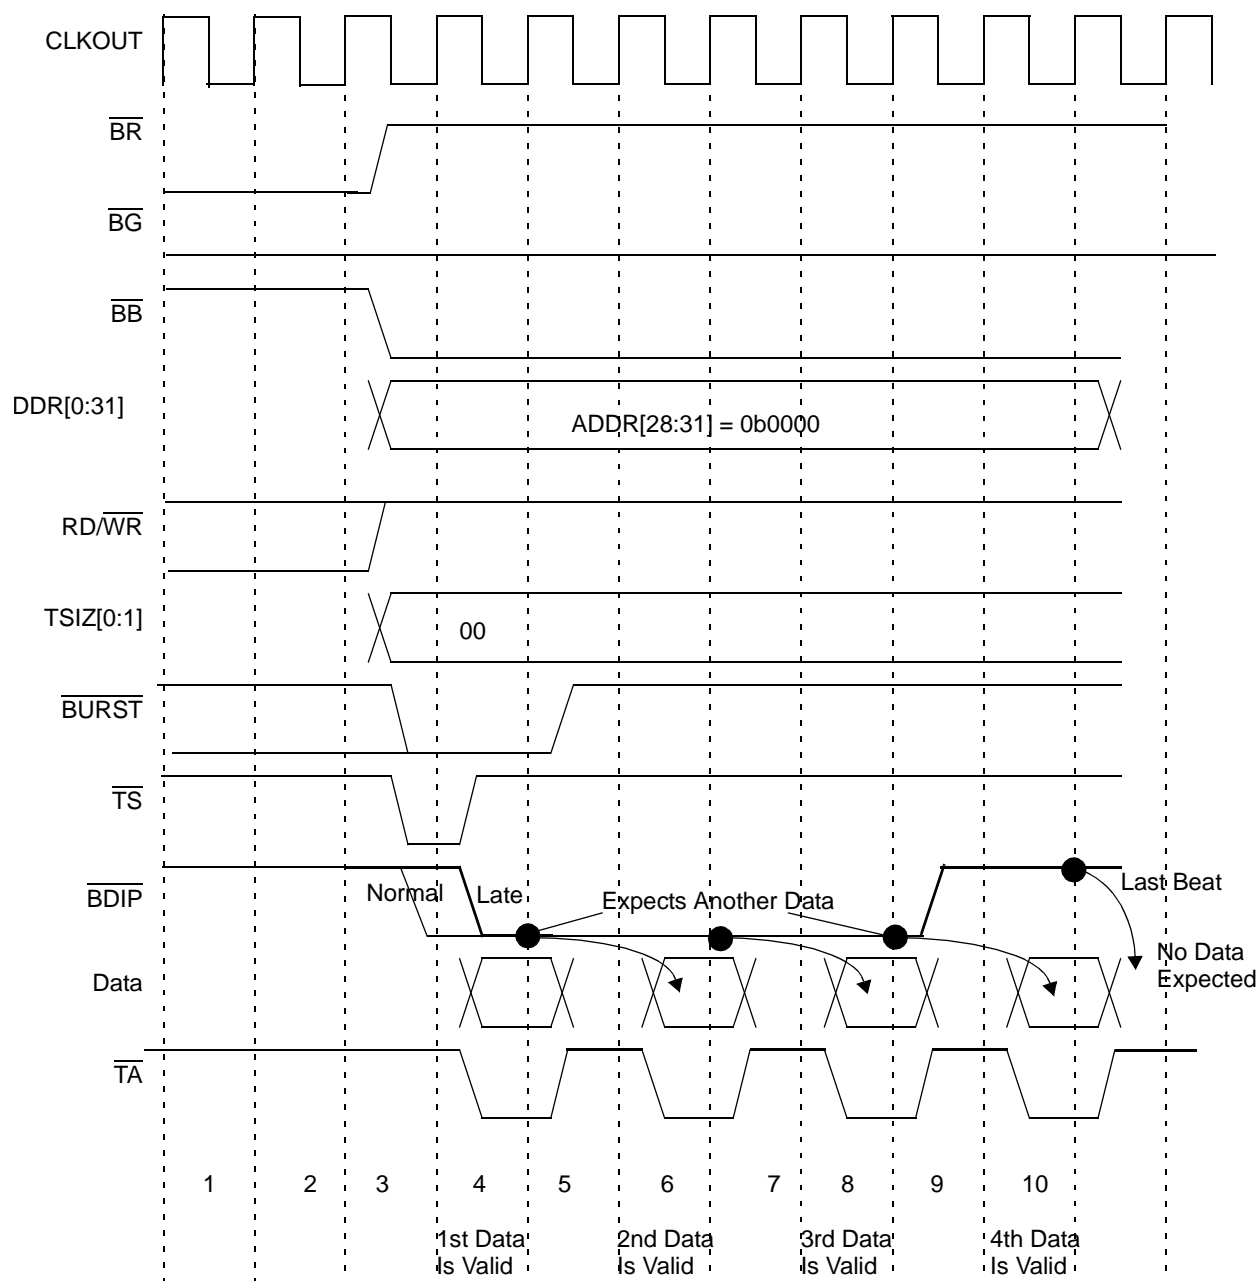 CLKOUT
BR
BG
BB
DDR[0:31]
ADDR[28:31] = 0b0000
RD/WR
TSIZ[0:1]
00
BURST
TS
BDIP
Normal
Late
Expects Another Data
Last Beat
Data
No Data
Expected
TA
1 2 3 4 5 6 7 8 9 10
1st Data
Is Valid
2nd Data
Is Valid
3rd Data
Is Valid
4th Data
Is Valid